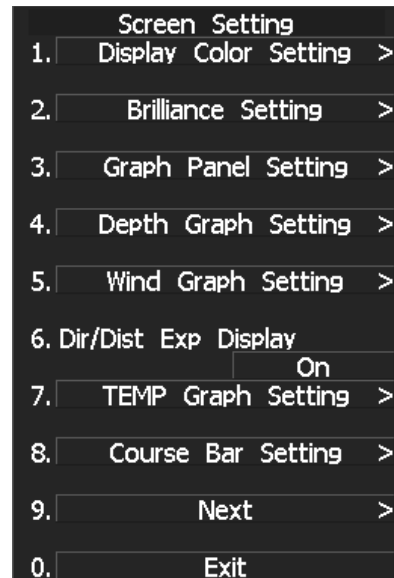 Screen Setting
1. Display Color Setting >
2. Brilliance Setting >
3. Graph Panel Setting >
4. Depth Graph Setting >
5. Wind Graph Setting >
6. Dir/Dist Exp Display
On
7. TEMP Graph Setting >
8. Course Bar Setting >
9. Next >
0. Exit